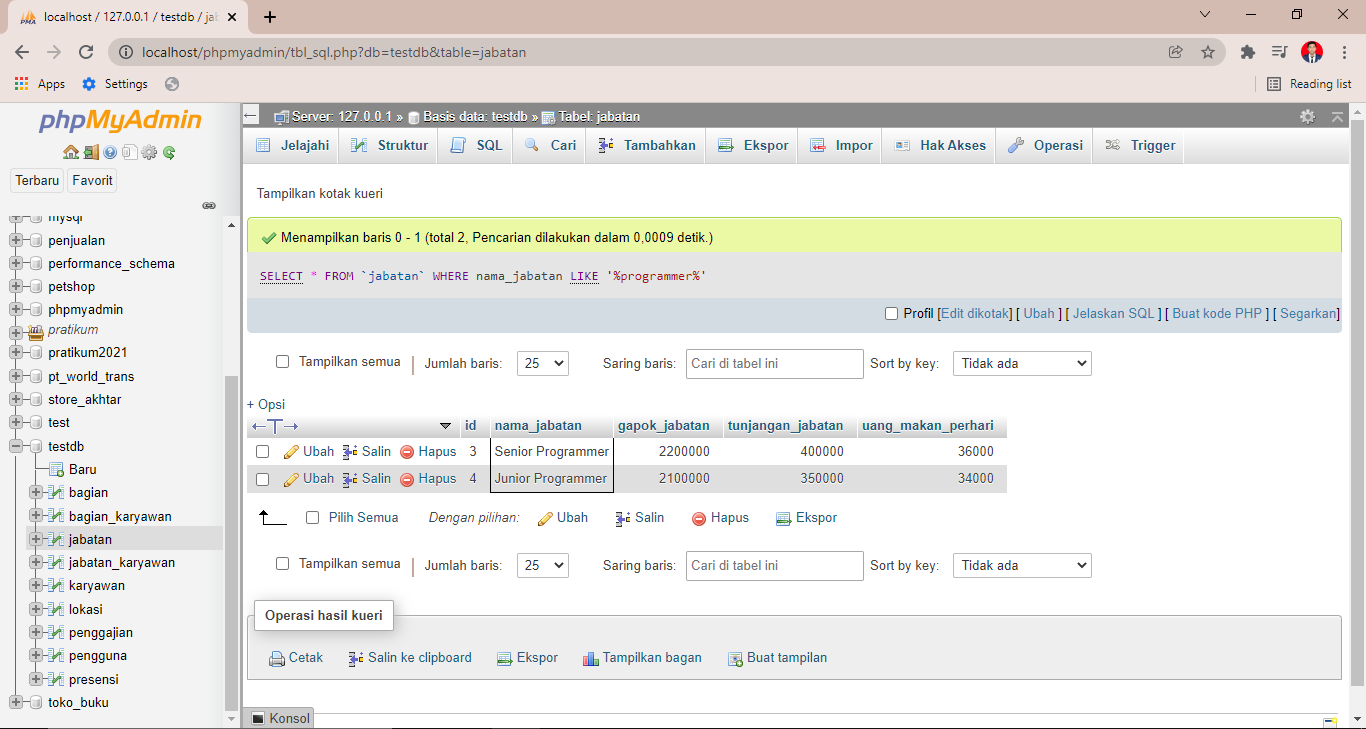 localhost / 127.0.0.1 / testdb / jab
localhost/phpmyadmin/tbl_sql.php?db=testdb&table=jabatan
Apps Settings Reading list
phpMyAdmin
Terbaru Favorit
mysql
penjualan
performance_schema
petshop
phpmyadmin
pratikum
pratikum2021
pt_world_trans
store_akhtar
test
testdb
Baru
bagian
bagian_karyawan
jabatan
jabatan_karyawan
karyawan
lokasi
penggajian
pengguna
presensi
toko_buku
Server: 127.0.0.1 » Basis data: testdb » Tabel: jabatan
Jelajahi Struktur SQL Cari Tambahkan Ekspor Impor Hak Akses Operasi Trigger
Tampilkan kotak kueri
Menampilkan baris 0 - 1 (total 2, Pencarian dilakukan dalam 0,0009 detik.)
SELECT * FROM `jabatan` WHERE nama_jabatan LIKE '%programmer%'
Profil [Edit dikotak] [ Ubah ] [ Jelaskan SQL ] [ Buat kode PHP ] [ Segarkan]
Tampilkan semua | Jumlah baris: 25 Saring baris: Cari di tabel ini Sort by key: Tidak ada
+ Opsi
←T→ id nama_jabatan gapok_jabatan tunjangan_jabatan uang_makan_perhari
Ubah Salin Hapus 3 Senior Programmer 2200000 400000 36000
Ubah Salin Hapus 4 Junior Programmer 2100000 350000 34000
Pilih Semua Dengan pilihan: Ubah Salin Hapus Ekspor
Tampilkan semua | Jumlah baris: 25 Saring baris: Cari di tabel ini Sort by key: Tidak ada
Operasi hasil kueri
Cetak Salin ke clipboard Ekspor Tampilkan bagan Buat tampilan
Konsol